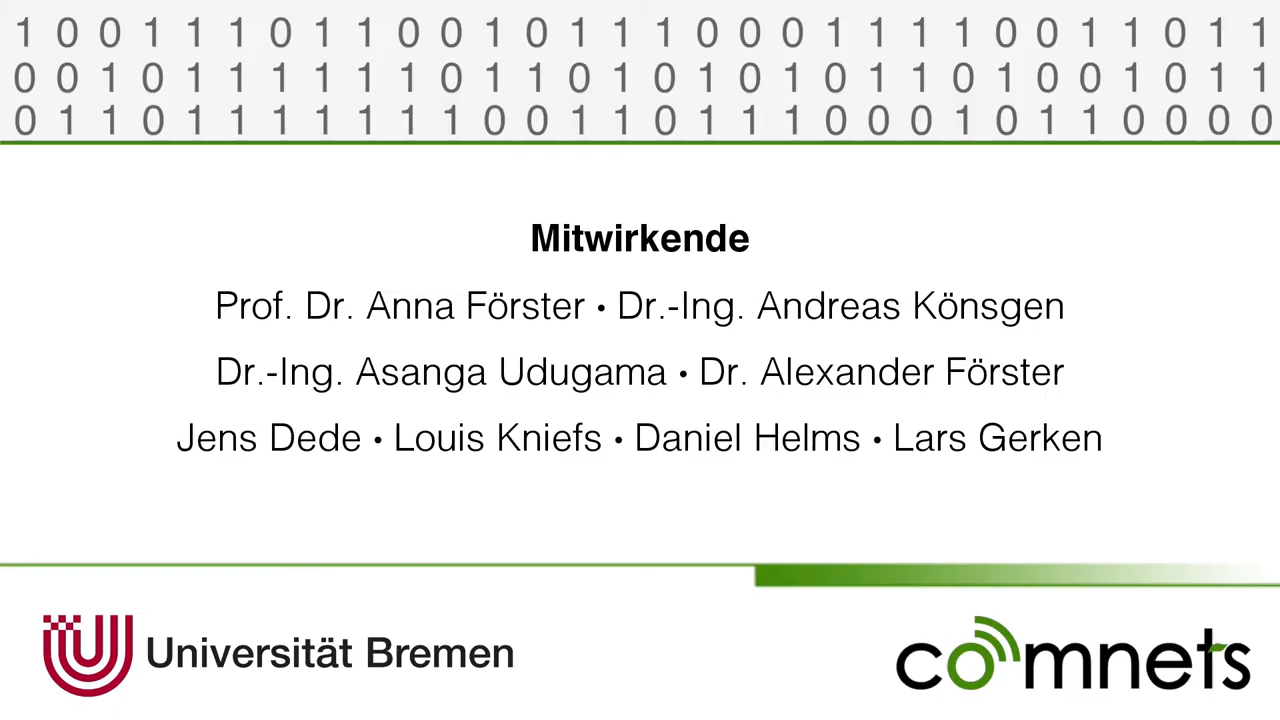 1 0 0 1 1 1 0 1 1 0 0 1 0 1 1 1 0 0 0 1 1 1 1 0 0 1 1 0 1 1
0 0 1 0 1 1 1 1 1 1 0 1 1 0 1 0 1 0 1 0 1 1 0 1 0 0 1 0 1 1
0 1 1 0 1 1 1 1 1 1 1 0 0 1 1 0 1 1 1 0 0 0 1 0 1 1 0 0 0 0
Mitwirkende
Prof. Dr. Anna Förster • Dr.-Ing. Andreas Könsgen
Dr.-Ing. Asanga Udugama • Dr. Alexander Förster
Jens Dede • Louis Kniefs • Daniel Helms • Lars Gerken
Universität Bremen
comnets